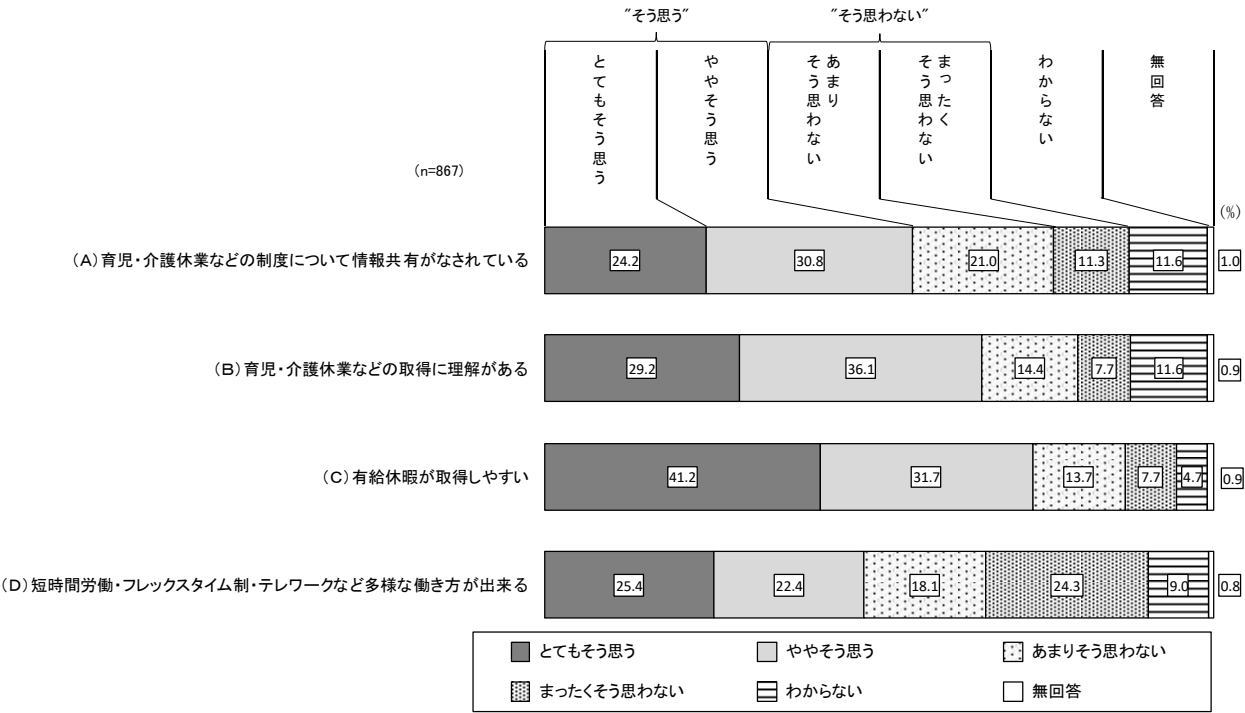 "そう思う"
"そう思わない"
とてもそう思う
ややそう思う
あまり
そう思わない
まったく
そう思わない
わからない
無回答
(n=867)
(%)
(A)育児・介護休業などの制度について情報共有がなされている
24.2
30.8
21.0
11.3
11.6
1.0
(B)育児・介護休業などの取得に理解がある
29.2
36.1
14.4
7.7
11.6
0.9
(C)有給休暇が取得しやすい
41.2
31.7
13.7
7.7
4.7
0.9
(D)短時間労働・フレックスタイム制・テレワークなど多様な働き方が出来る
25.4
22.4
18.1
24.3
9.0
0.8
とてもそう思う
ややそう思う
あまりそう思わない
まったくそう思わない
わからない
無回答